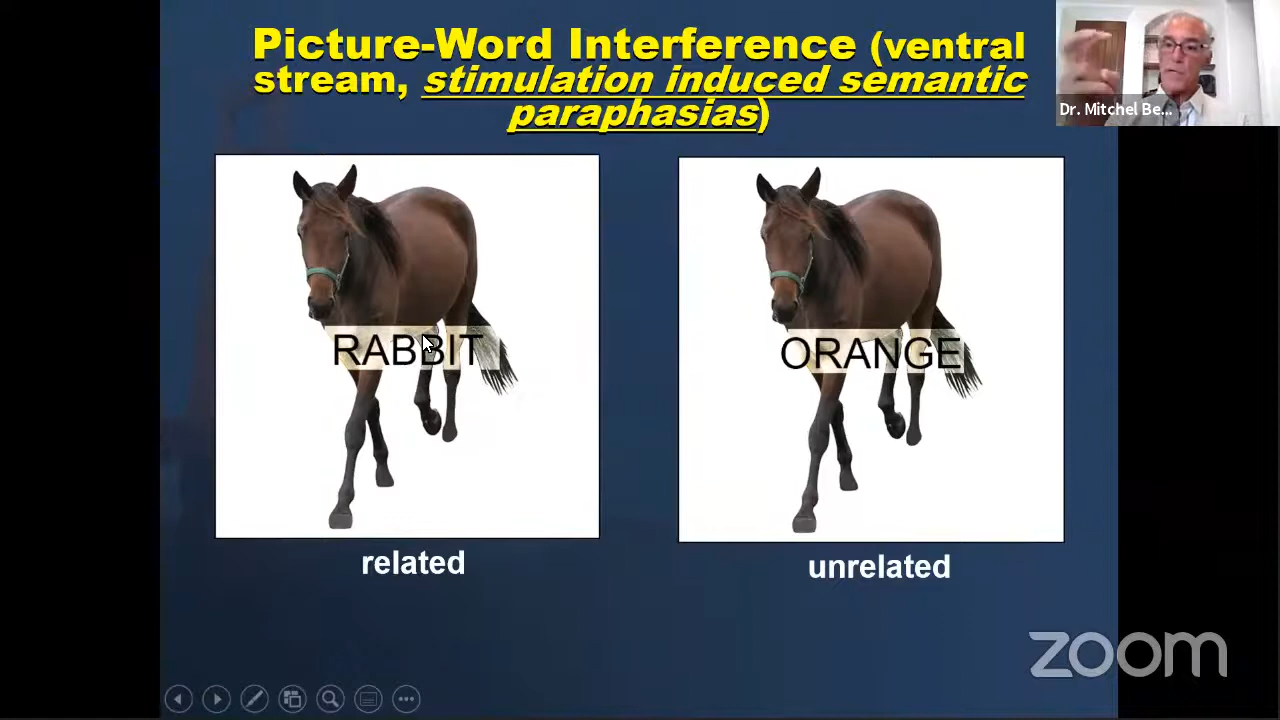 Picture-Word Interference (ventral
stream, stimulation induced semantic
paraphasias)
Dr. Mitchel Be...
RABBIT
ORANGE
related
unrelated
zoom